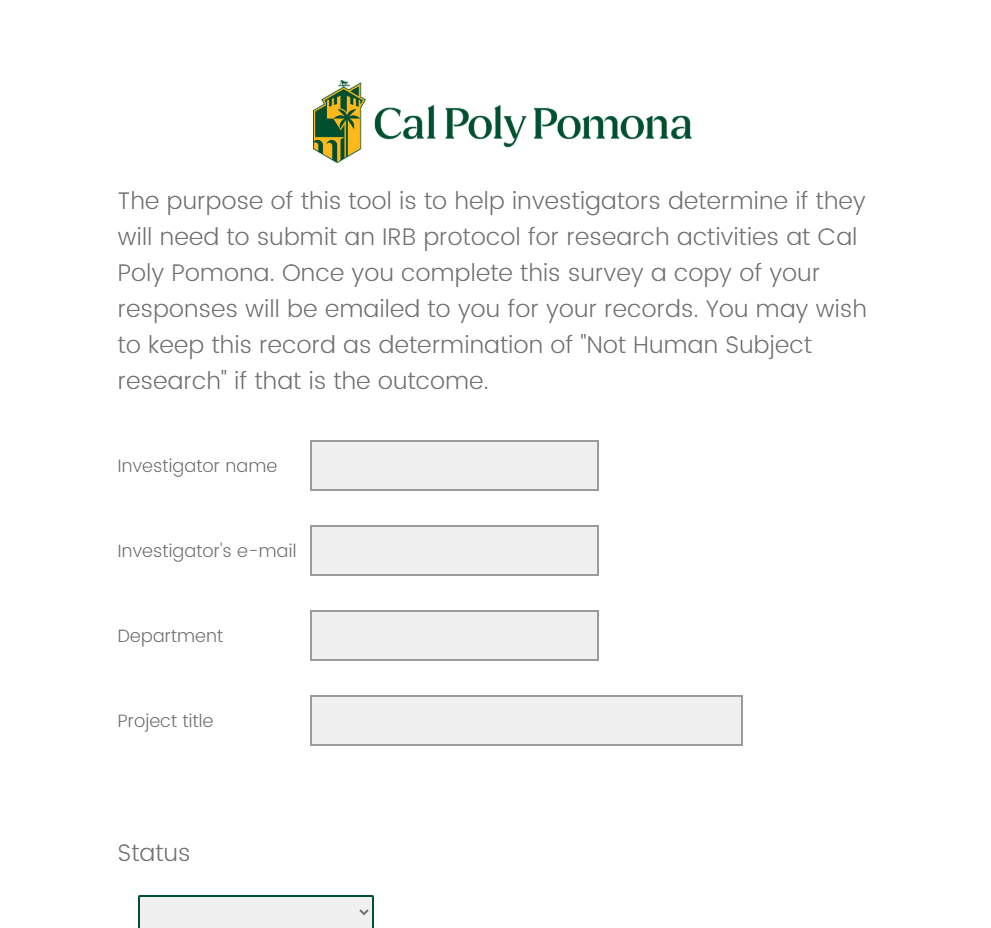 Cal Poly Pomona
The purpose of this tool is to help investigators determine if they
will need to submit an IRB protocol for research activities at Cal
Poly Pomona. Once you complete this survey a copy of your
responses will be emailed to you for your records. You may wish
to keep this record as determination of "Not Human Subject
research" if that is the outcome.
Investigator name
Investigator's e-mail
Department
Project title
Status